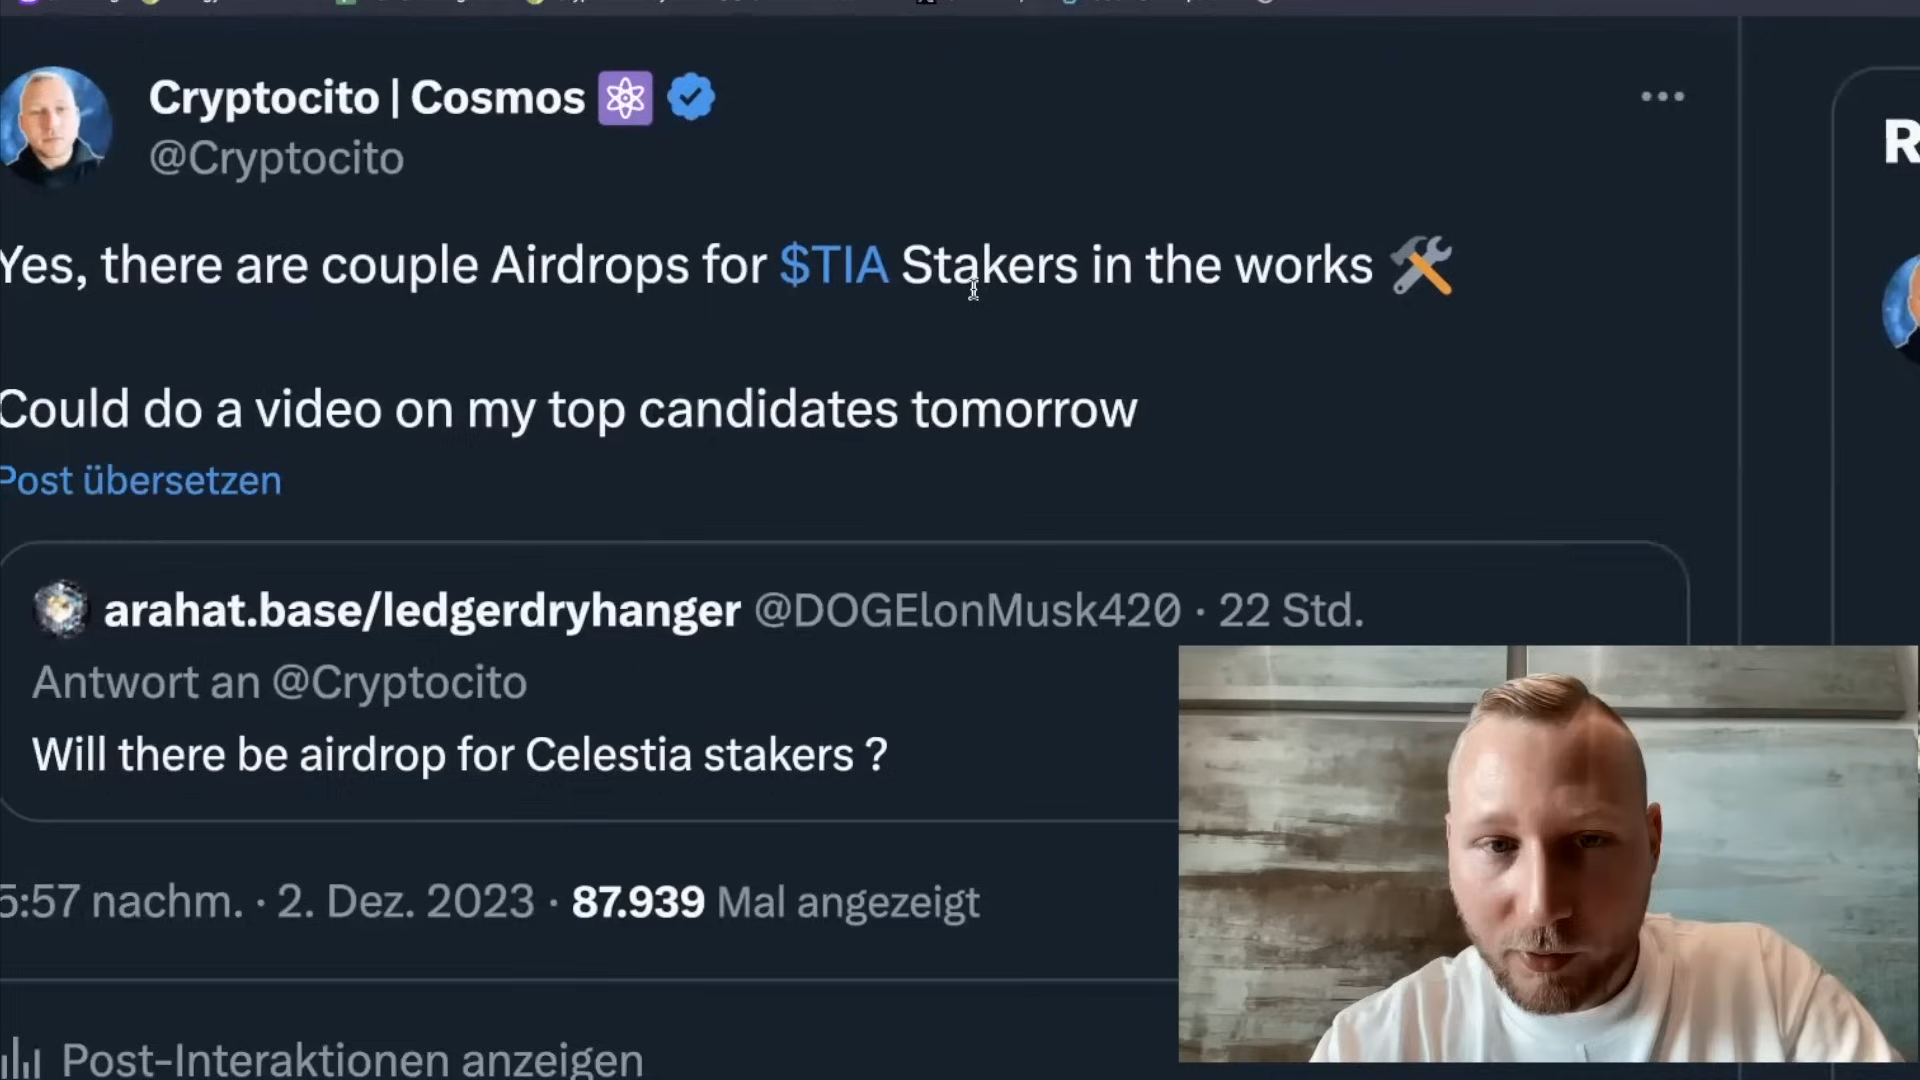 Cryptocito | Cosmos
@Cryptocito
R
Yes, there are couple Airdrops for $TIA Stakers in the works
Could do a video on my top candidates tomorrow
Post übersetzen
arahat.base/ledgerdryhanger @DOGElonMusk420 · 22 Std.
Antwort an @Cryptocito
Will there be airdrop for Celestia stakers ?
5:57 nachm. · 2. Dez. 2023 · 87.939 Mal angezeigt
Post-Interaktionen anzeigen